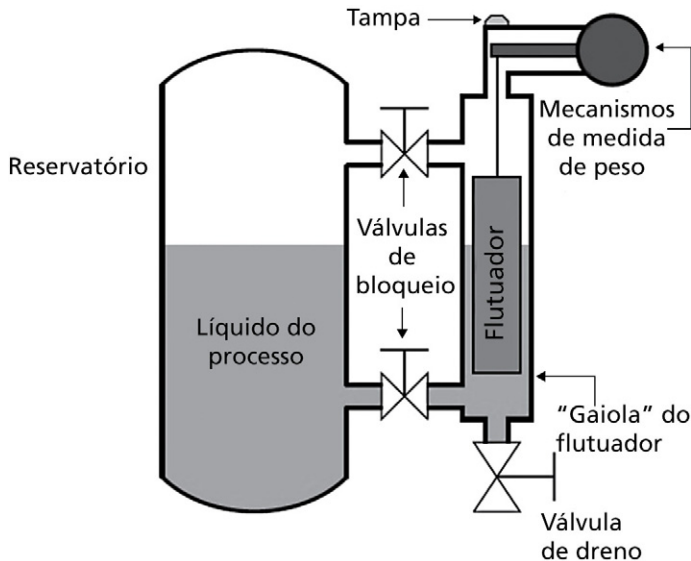 Tampa
Reservatório
Mecanismos
de medida
de peso
Válvulas
de
bloqueio
Flutuador
Líquido do
processo
“Gaiola” do
flutuador
Válvula
de dreno